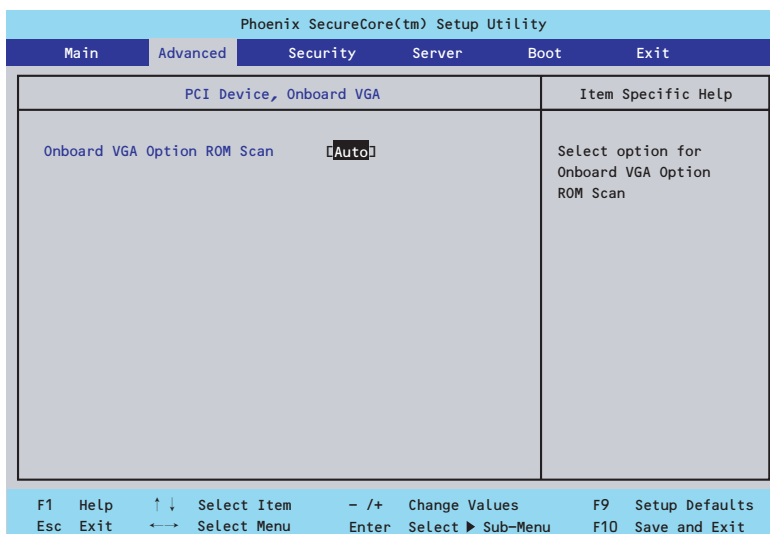 Phoenix SecureCore(tm) Setup Utility
Main Advanced Security Server Boot Exit
PCI Device, Onboard VGA
Item Specific Help
Onboard VGA Option ROM Scan [Auto]
Select option for
Onboard VGA Option
ROM Scan
F1 Help ↑↓ Select Item - /+ Change Values F9 Setup Defaults
Esc Exit ←→ Select Menu Enter Select ▶ Sub-Menu F10 Save and Exit